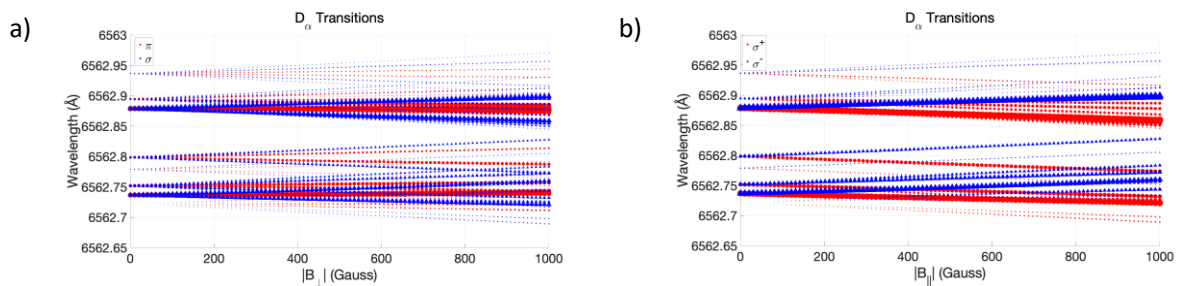 a)
D_α Transitions
π
σ
Wavelength (Å)
6563
6562.95
6562.9
6562.85
6562.8
6562.75
6562.7
6562.65
0 200 400 600 800 1000
|B_⊥| (Gauss)
b)
D_α Transitions
σ⁺
σ⁻
Wavelength (Å)
6563
6562.95
6562.9
6562.85
6562.8
6562.75
6562.7
6562.65
0 200 400 600 800 1000
|B_||| (Gauss)